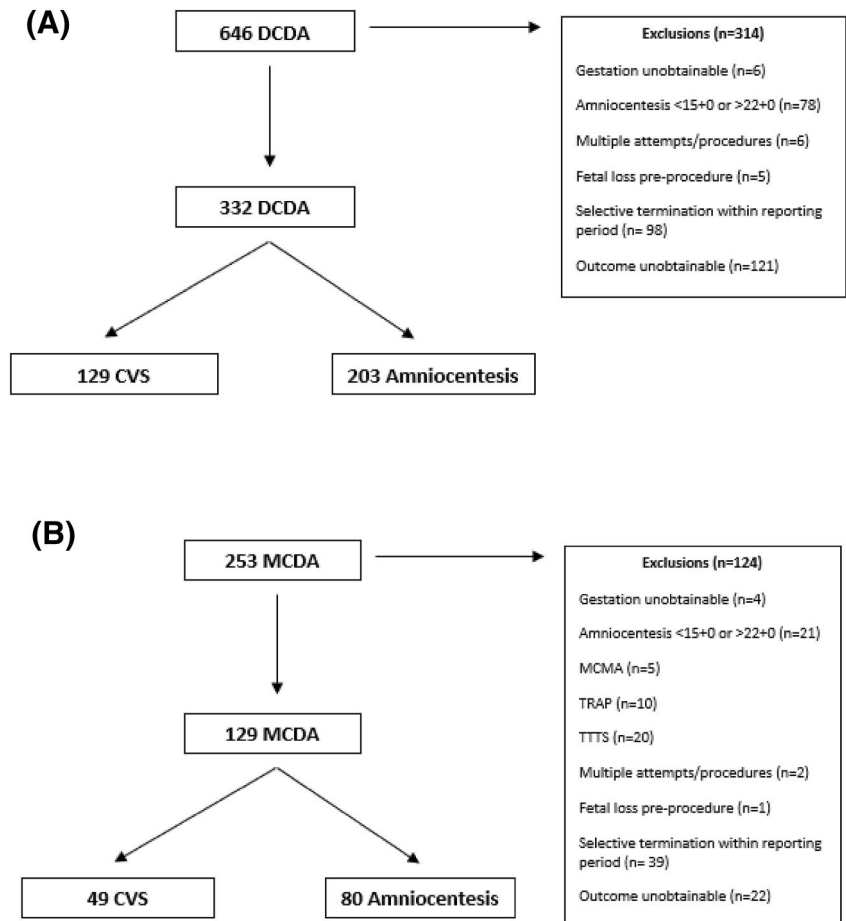 (A)
646 DCDA
Exclusions (n=314)
Gestation unobtainable (n=6)
Amniocentesis <15+0 or >22+0 (n=78)
Multiple attempts/procedures (n=6)
Fetal loss pre-procedure (n=5)
Selective termination within reporting
period (n= 98)
Outcome unobtainable (n=121)
332 DCDA
129 CVS
203 Amniocentesis
(B)
253 MCDA
Exclusions (n=124)
Gestation unobtainable (n=4)
Amniocentesis <15+0 or >22+0 (n=21)
MCMA (n=5)
TRAP (n=10)
TTTS (n=20)
Multiple attempts/procedures (n=2)
Fetal loss pre-procedure (n=1)
Selective termination within reporting
period (n= 39)
Outcome unobtainable (n=22)
129 MCDA
49 CVS
80 Amniocentesis